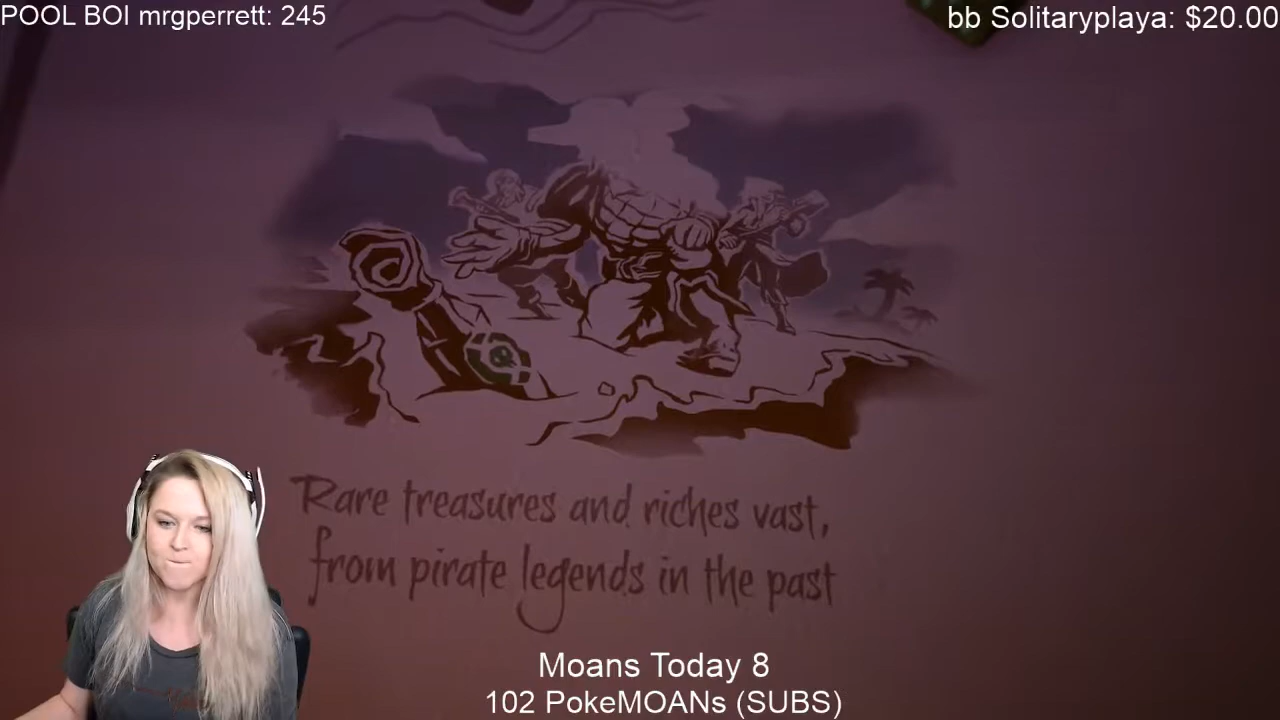 POOL BOI mrgperrett: 245
bb Solitaryplaya: $20.00
Rare treasures and riches vast,
from pirate legends in the past
Moans Today 8
102 PokeMOANs (SUBS)